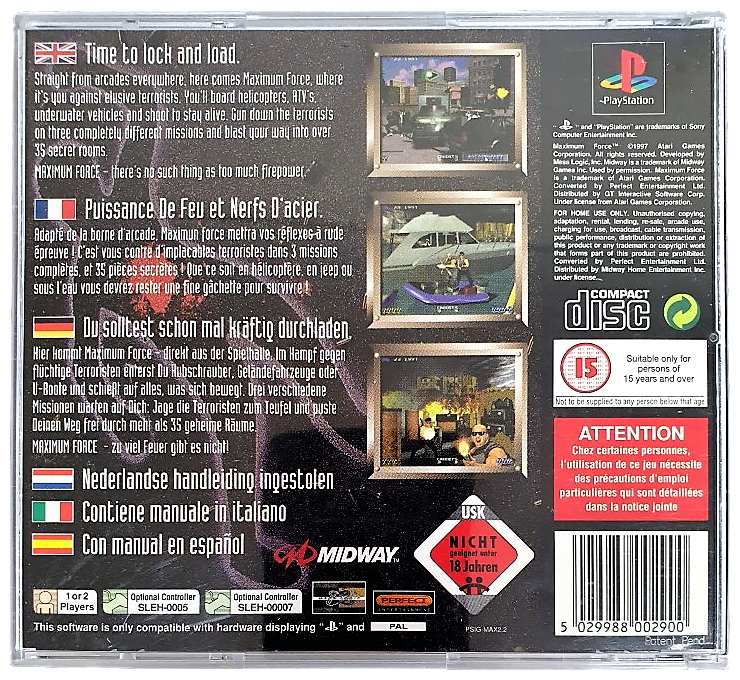 Time to lock and load.
Straight from arcades everywhere, here comes Maximum Force, where
it's you against elusive terrorists. You'll board helicopters, ATV's,
underwater vehicles and shoot to stay alive. Gun down the terrorists
on three completely different missions and blast your way into over
35 secret rooms.
MAXIMUM FORCE - there's no such thing as too much firepower.
Puissance De Feu et Nerfs D'acier.
Adapté de la borne d'arcade, Maximun Force mettra vos réflexes à rude
épreuve ! C'est vous contre d'implacables terroristes dans 3 missions
complètes, et 35 pièces secrètes ! Que ce soit en hélicoptère, en jeep ou
sous l'eau vous devrez rester une fine gâchette pour survivre !
Du solltest schon mal kräftig durchladen.
Hier kommt Maximum Force - direkt aus der Spielhalle. Im Kampf gegen
flüchtige Terroristen enterst Du Hubschrauber, Geländefahrzeuge oder
U-Boote und schießt auf alles, was sich bewegt. Drei verschiedene
Missionen warten auf Dich: Jage die Terroristen zum Teufel und puste
Deinen Weg frei durch mehr als 35 geheime Räume.
MAXIMUM FORCE - zu viel Feuer gibt es nicht!
Nederlandse handleiding ingestolen
Contiene manuale in italiano
Con manual en español
MIDWAY™
USK
NICHT
geeignet unter
18 Jahren
1 or 2
Players
Optional Controller
SLEH-0005
Optional Controller
SLEH-00007
PERFECT
ENTERTAINMENT
This software is only compatible with hardware displaying " " and PAL
PSIG-MAX2.2
PlayStation
" " and "PlayStation" are trademarks of Sony
Computer Entertainment Inc.
Maximum Force™ ©1997 Atari Games
Corporation. All rights reserved. Developed by
Mesa Logic, Inc. Midway is a trademark of Midway
Games Inc. Used by permission. Maximum Force
is a trademark of Atari Games Corporation.
Converted by Perfect Entertainment Ltd.
Distributed by GT Interactive Software Corp.
Under license from Atari Games Corporation.
FOR HOME USE ONLY. Unauthorised copying,
adaptation, rental, lending, re-sale, arcade use,
charging for use, broadcast, cable transmission,
public performance, distribution or extraction of
this product or any trademark or copyright work
that forms part of this product are prohibited.
Converted by Perfect Entertainment Ltd.
Distributed by Midway Home Entertainment Inc.
under license...
COMPACT
disc
15
Suitable only for
persons of
15 years and over
Not to be supplied to any person below that age
ATTENTION
Chez certaines personnes,
l'utilisation de ce jeu nécessite
des précautions d'emploi
particulières qui sont détaillées
dans la notice jointe
5 029988 002900
Patent Pend.